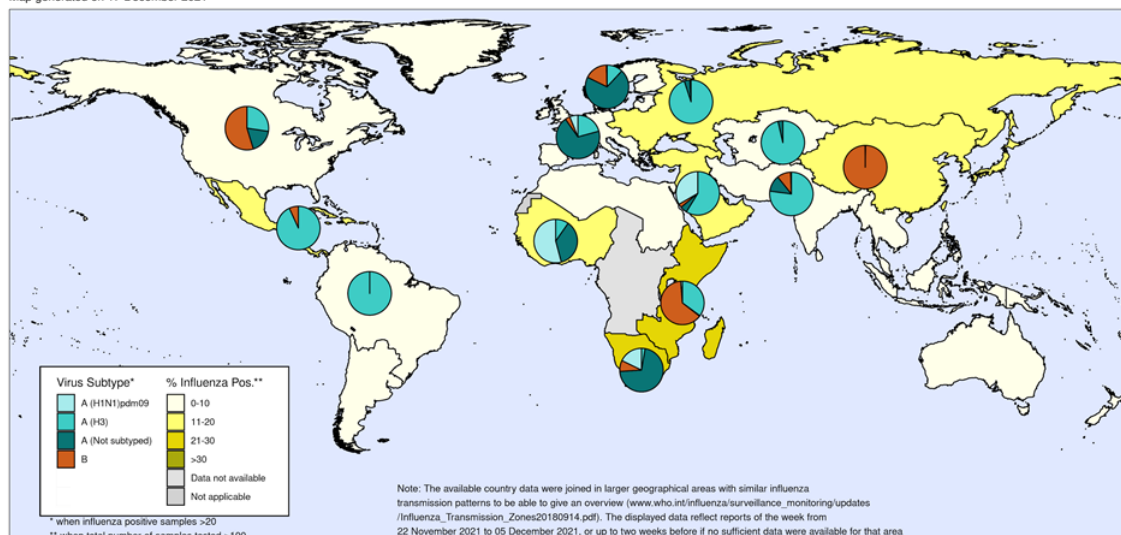 Virus Subtype*
A (H1N1)pdm09
A (H3)
A (Not subtyped)
B
% Influenza Pos.**
0-10
11-20
21-30
>30
Data not available
Not applicable
* when influenza positive samples >20
Note: The available country data were joined in larger geographical areas with similar influenza
transmission patterns to be able to give an overview (www.who.int/influenza/surveillance_monitoring/updates
/Influenza_Transmission_Zones20180914.pdf). The displayed data reflect reports of the week from
22 November 2021 to 05 December 2021, or up to two weeks before if no sufficient data were available for that area